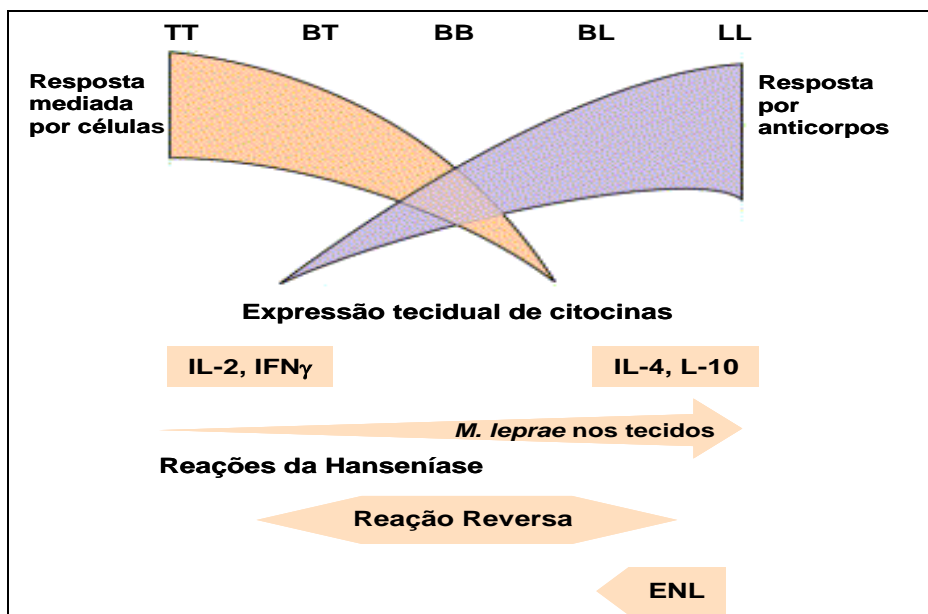 TT BT BB BL LL
Resposta
mediada
por células
Resposta
por
anticorpos
Expressão tecidual de citocinas
IL-2, IFNγ
IL-4, L-10
M. leprae nos tecidos
Reações da Hanseníase
Reação Reversa
ENL